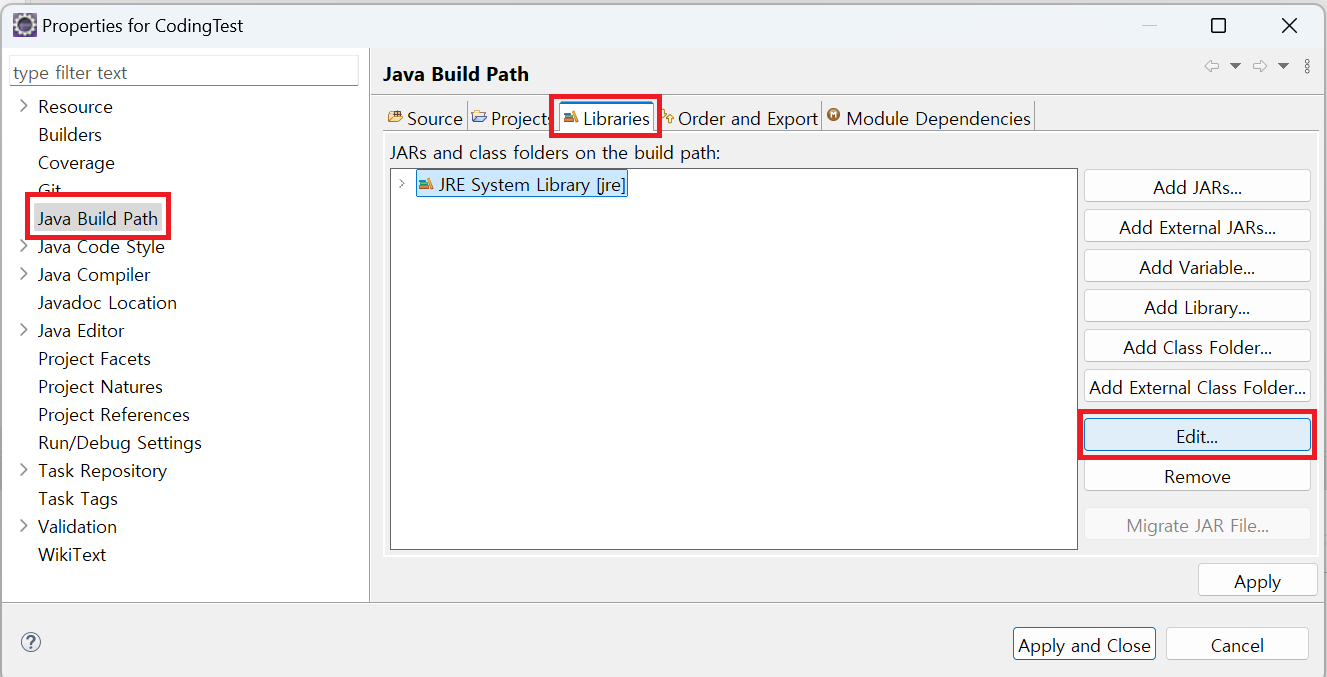 Properties for CodingTest
type filter text
Resource
Builders
Coverage
Git
Java Build Path
Java Code Style
Java Compiler
Javadoc Location
Java Editor
Project Facets
Project Natures
Project References
Run/Debug Settings
Task Repository
Task Tags
Validation
WikiText
Java Build Path
Source Projects Libraries Order and Export Module Dependencies
JARs and class folders on the build path:
JRE System Library [jre]
Add JARs...
Add External JARs...
Add Variable...
Add Library...
Add Class Folder...
Add External Class Folder...
Edit...
Remove
Migrate JAR File...
Apply
Apply and Close Cancel